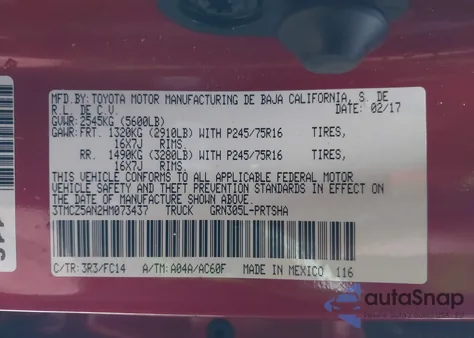 MFD.BY: TOYOTA MOTOR MANUFACTURING DE BAJA CALIFORNIA, S. DE
R.L. DE C.V. DATE: 02/17
GVWR: 2545KG (5600LB)
GAWR: FRT. 1320KG (2910LB) WITH P245/75R16 TIRES,
16X7J RIMS.
RR. 1490KG (3280LB) WITH P245/75R16 TIRES,
16X7J RIMS.
THIS VEHICLE CONFORMS TO ALL APPLICABLE FEDERAL MOTOR
VEHICLE SAFETY AND THEFT PREVENTION STANDARDS IN EFFECT ON
THE DATE OF MANUFACTURE SHOWN ABOVE.
3TMCZ5AN2HM073437 TRUCK GRN305L-PRTSHA
C/TR: 3R3/FC14 A/TM: A04A/AC60F MADE IN MEXICO 116
autoSnap